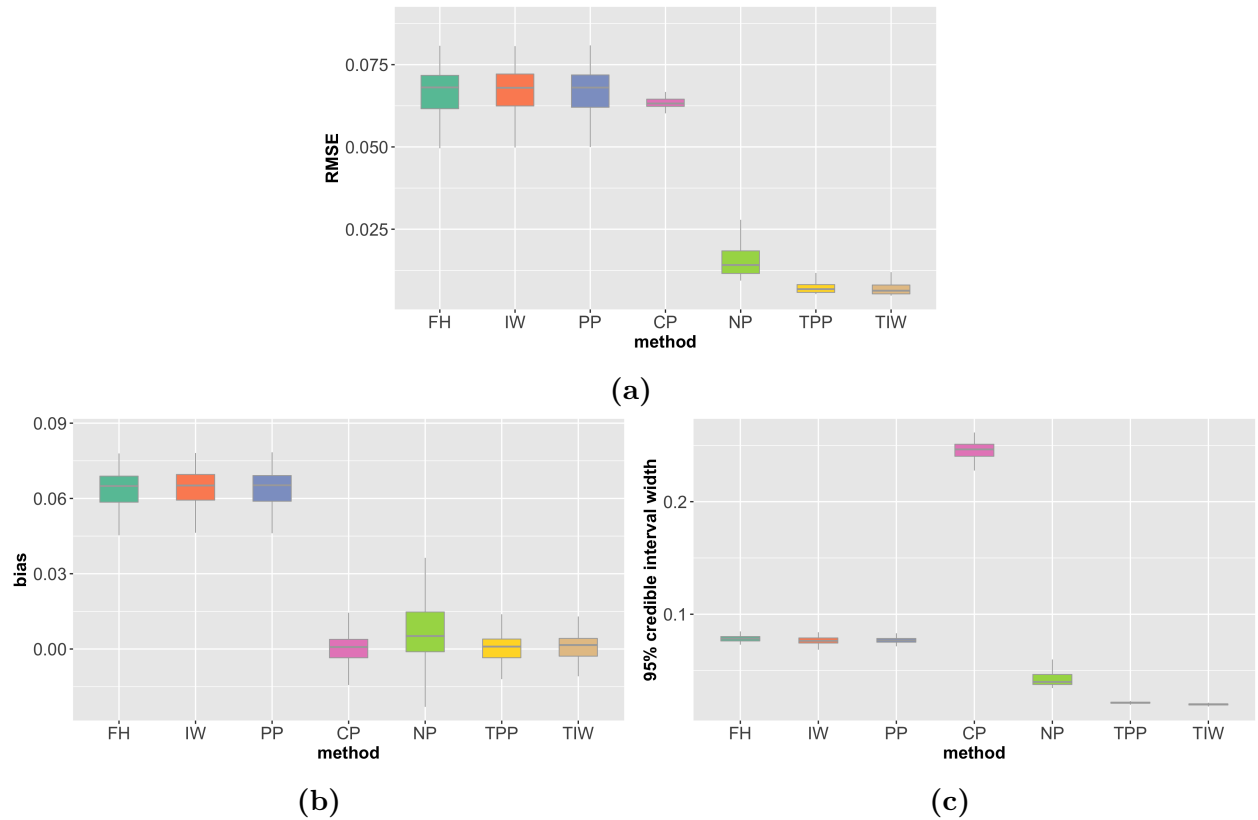 RMSE
0.075
0.050
0.025
FH IW PP CP NP TPP TIW
method
(a)
bias
0.09
0.06
0.03
0.00
FH IW PP CP NP TPP TIW
method
(b)
95% credible interval width
0.2
0.1
FH IW PP CP NP TPP TIW
method
(c)